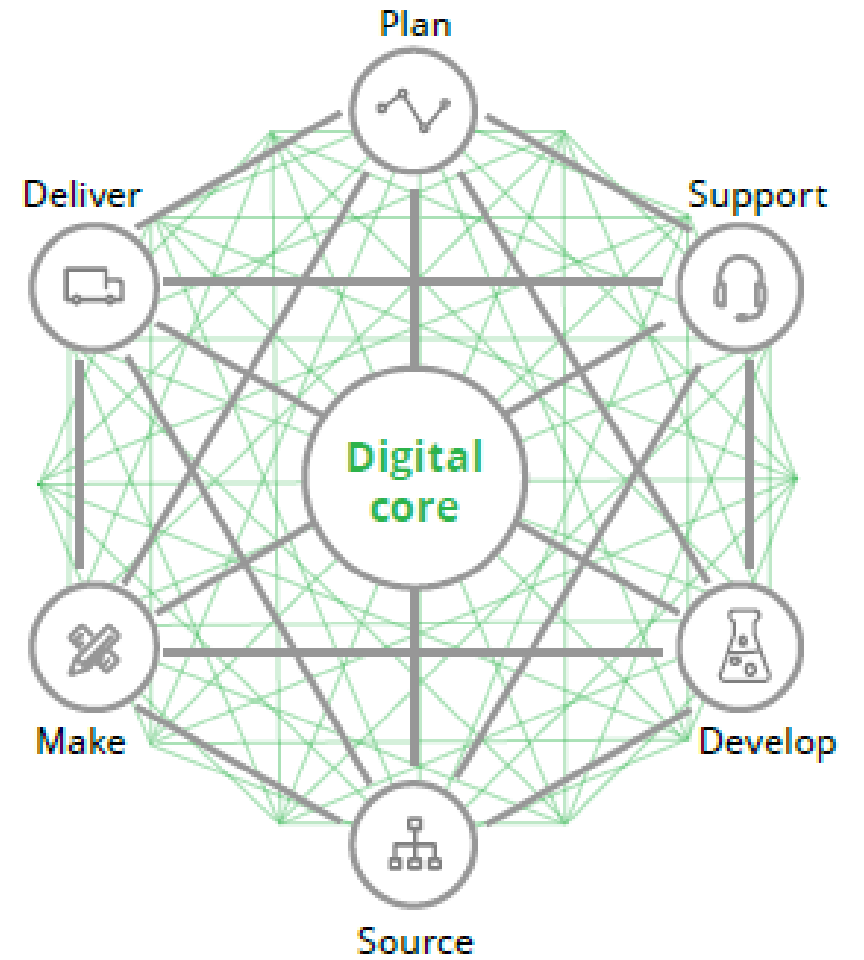 Plan
Deliver
Support
Digital
core
Make
Develop
Source